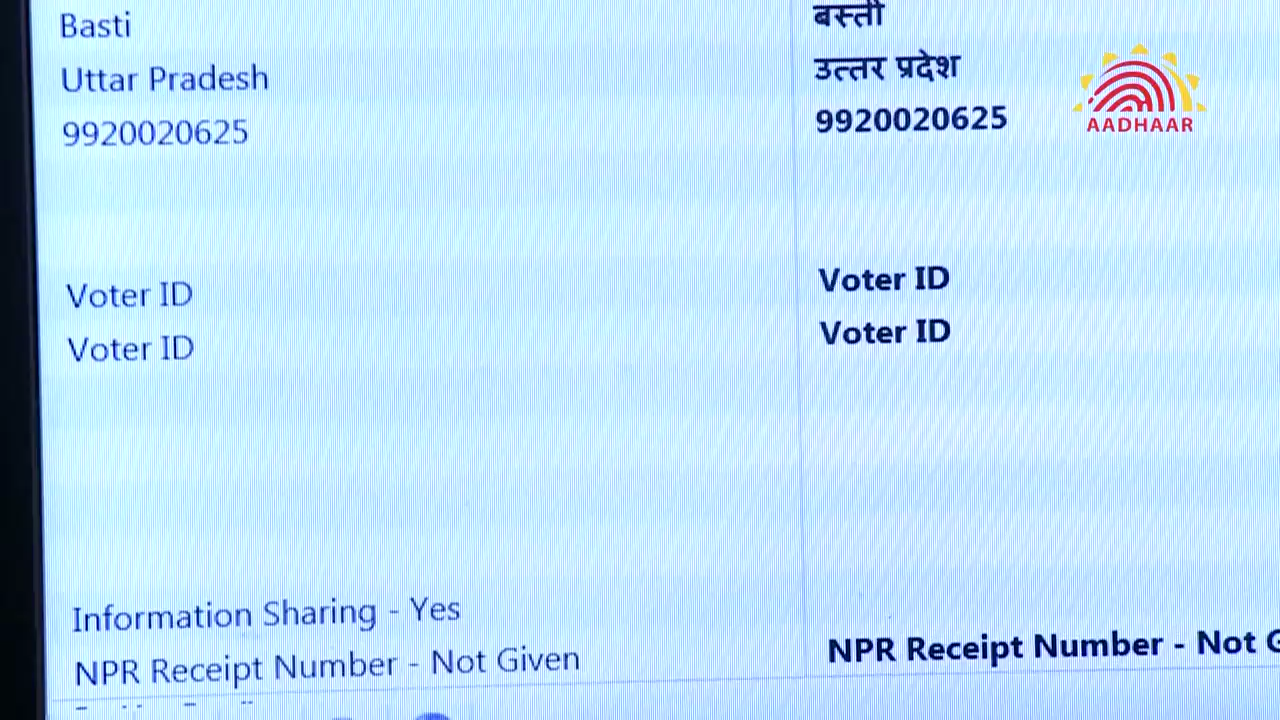 Basti
Uttar Pradesh
9920020625
Voter ID
Voter ID
Information Sharing - Yes
NPR Receipt Number - Not Given
बस्ती
उत्तर प्रदेश
9920020625
Voter ID
Voter ID
NPR Receipt Number - Not
AADHAAR